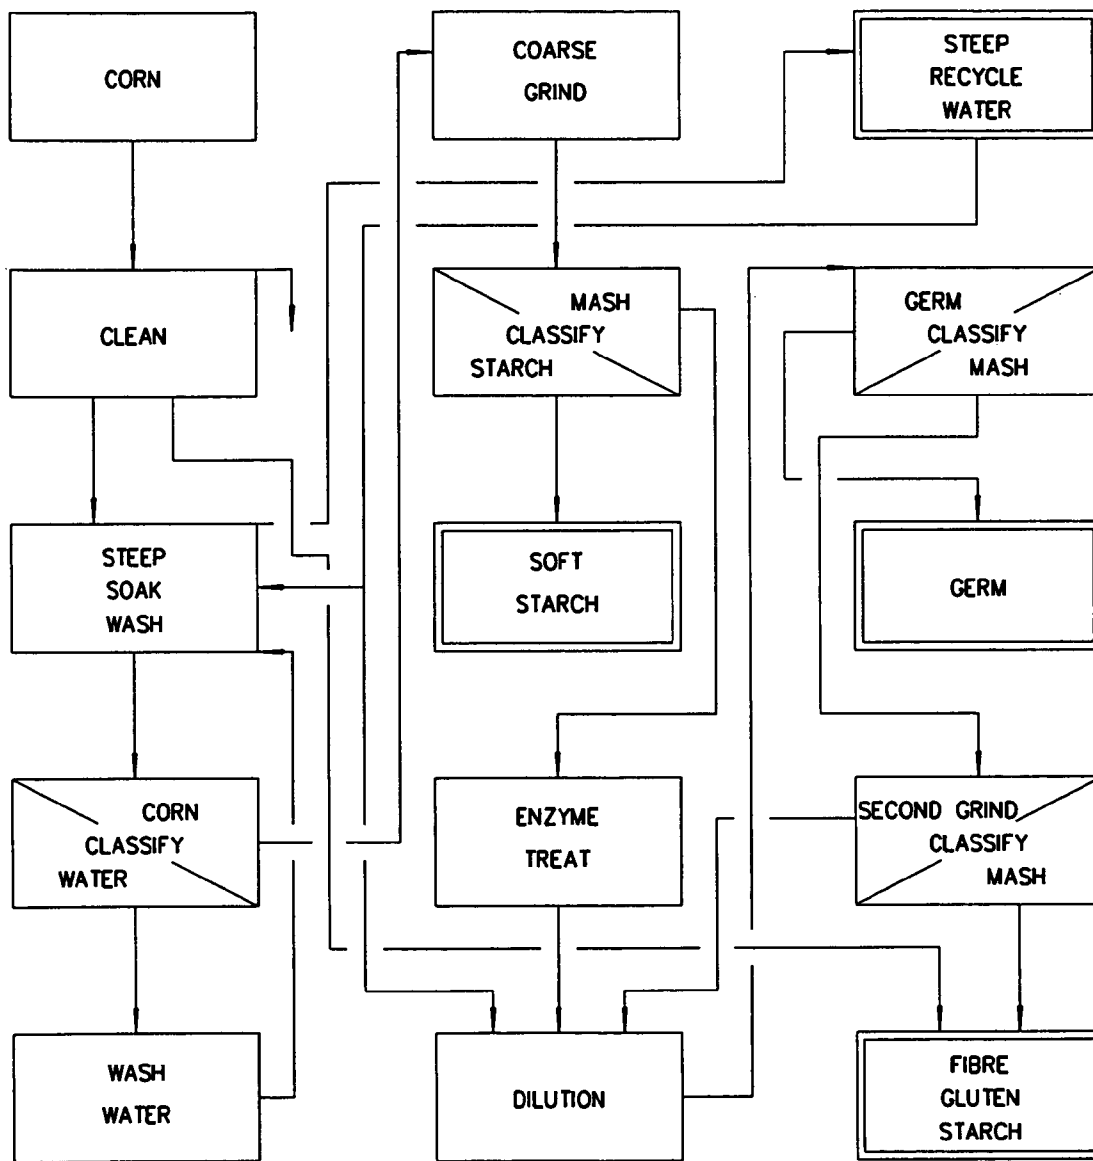 CORN
COARSE
GRIND
STEEP
RECYCLE
WATER
CLEAN
MASH
CLASSIFY
STARCH
GERM
CLASSIFY
MASH
STEEP
SOAK
WASH
SOFT
STARCH
GERM
CORN
CLASSIFY
WATER
ENZYME
TREAT
SECOND GRIND
CLASSIFY
MASH
WASH
WATER
DILUTION
FIBRE
GLUTEN
STARCH